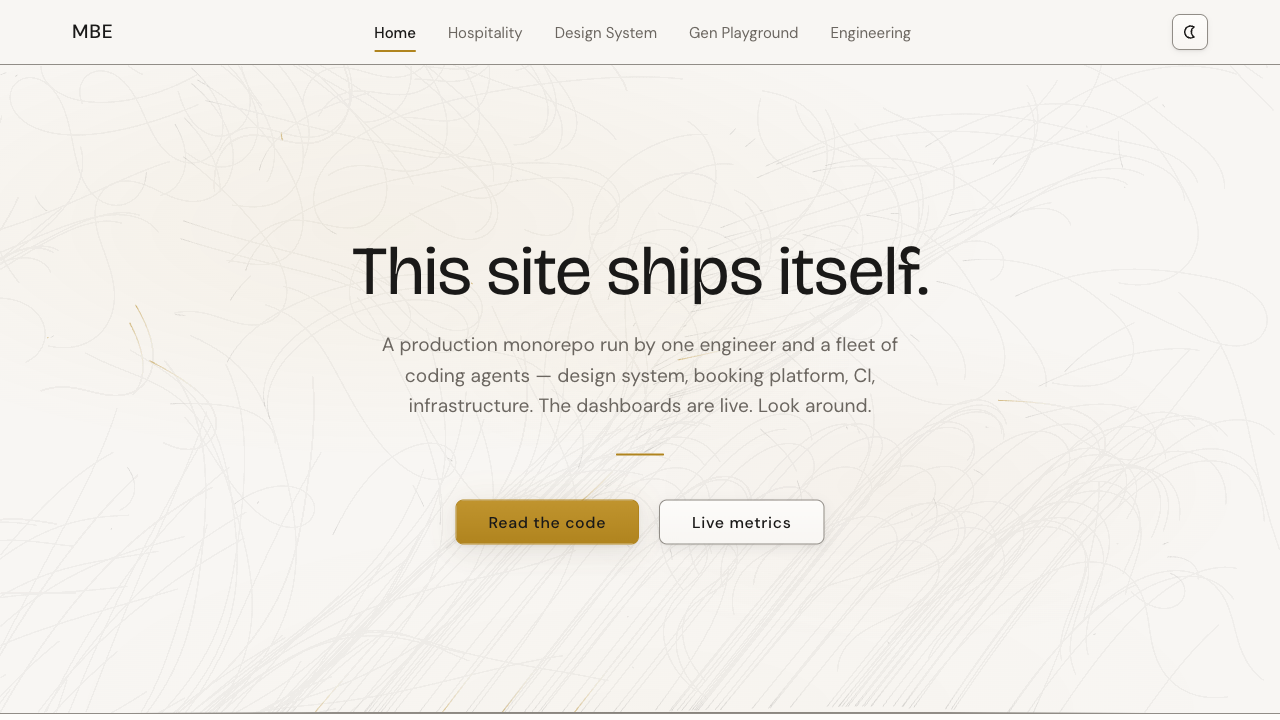 MBE
Home
Hospitality
Design System
Gen Playground
Engineering
This site ships itself.
A production monorepo run by one engineer and a fleet of
coding agents — design system, booking platform, CI,
infrastructure. The dashboards are live. Look around.
Read the code
Live metrics